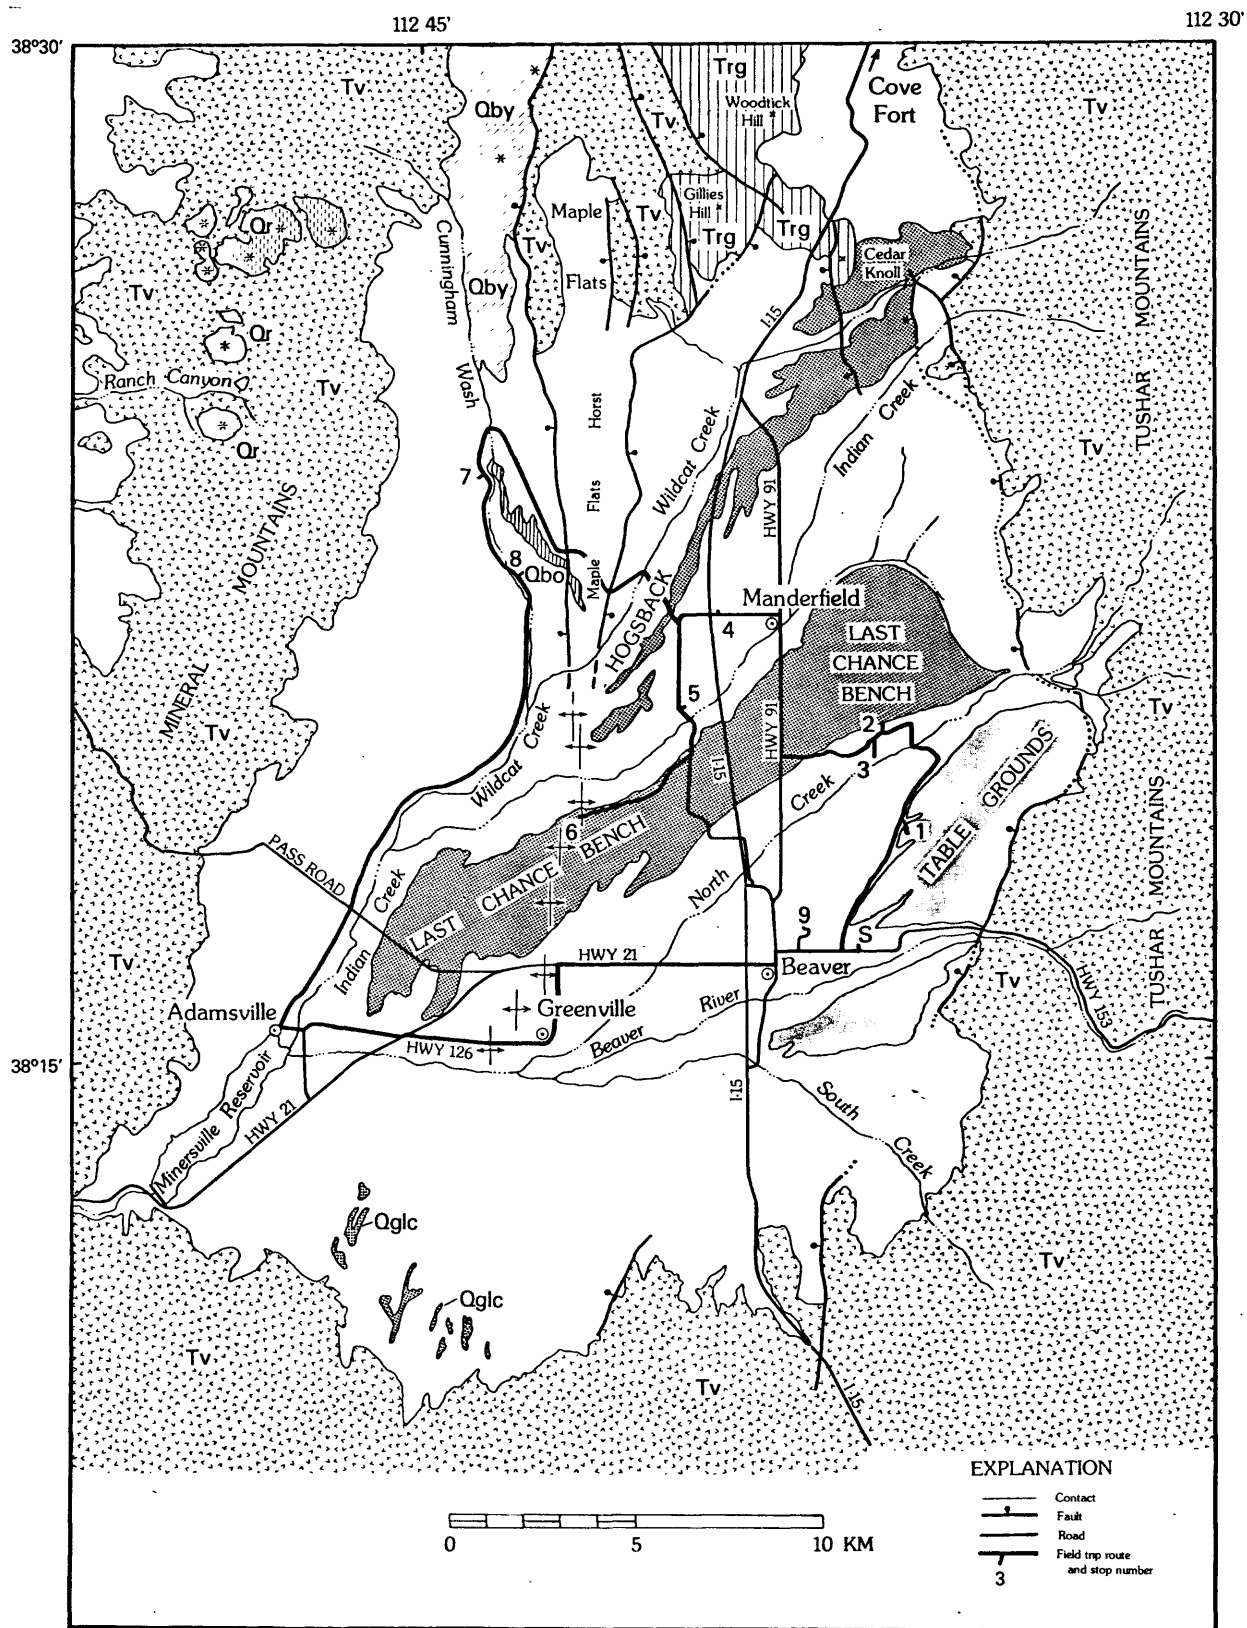 112 45'
112 30'
38°30'
Tv
Qby
Trg
Woodtick
Hill
Cove
Fort
Tv
Tv
Gillies
Hill
Maple
Tv
Trg
Trg
Qr
Tv
Cedar
Knoll
Flats
Qby
Tv
Cunningham
Wash
I-15
MOUNTAINS
TUSHAR
Qr
Tv
Ranch Canyon
Qr
Horst
Flats
Maple
Wildcat Creek
Indian Creek
HWY 91
Tv
7
MOUNTAINS
MINERAL
8
Qbo
HOGSBACK
Manderfield
4
LAST
CHANCE
BENCH
5
HWY 91
2
3
Tv
Tv
Wildcat Creek
I-15
Creek
North
TABLE GROUNDS
1
6
PASS ROAD
LAST CHANCE BENCH
Indian Creek
TUSHAR MOUNTAINS
9
S
Tv
HWY 21
Beaver
Tv
HWY 153
Adamsville
Greenville
River
Beaver
HWY 126
38°15'
Minersville Reservoir
HWY 21
I-15
South
Creek
Qglc
Tv
Qglc
Tv
Tv
I-15
EXPLANATION
Contact
Fault
Road
Field trip route
and stop number
3
0 5 10 KM